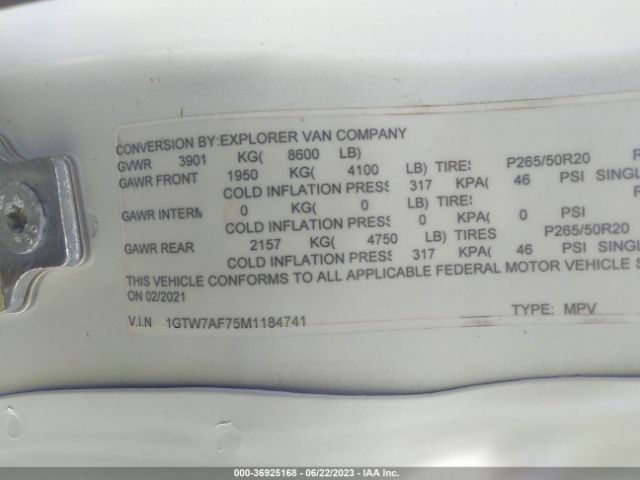 CONVERSION BY:EXPLORER VAN COMPANY
GVWR 3901 KG( 8600 LB)
GAWR FRONT 1950 KG( 4100 LB) TIRES P265/50R20 R
COLD INFLATION PRESS 317 KPA( 46 PSI SINGL
GAWR INTERM 0 KG( 0 LB) TIRES
COLD INFLATION PRESS 0 KPA( 0 PSI
GAWR REAR 2157 KG( 4750 LB) TIRES P265/50R20
COLD INFLATION PRESS 317 KPA( 46 PSI SINGL
THIS VEHICLE CONFORMS TO ALL APPLICABLE FEDERAL MOTOR VEHICLE S
ON 02/2021
V.I.N 1GTW7AF75M1184741 TYPE: MPV
000-36925168 - 06/22/2023 - IAA Inc.